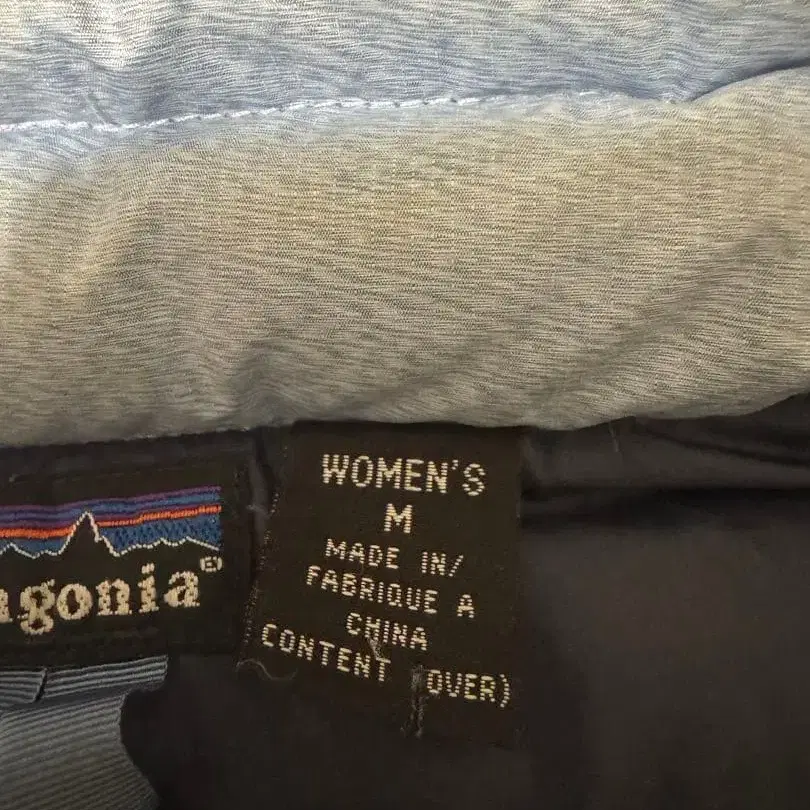 agonia®
WOMEN'S
M
MADE IN/
FABRIQUE A
CHINA
CONTENT (OVER)